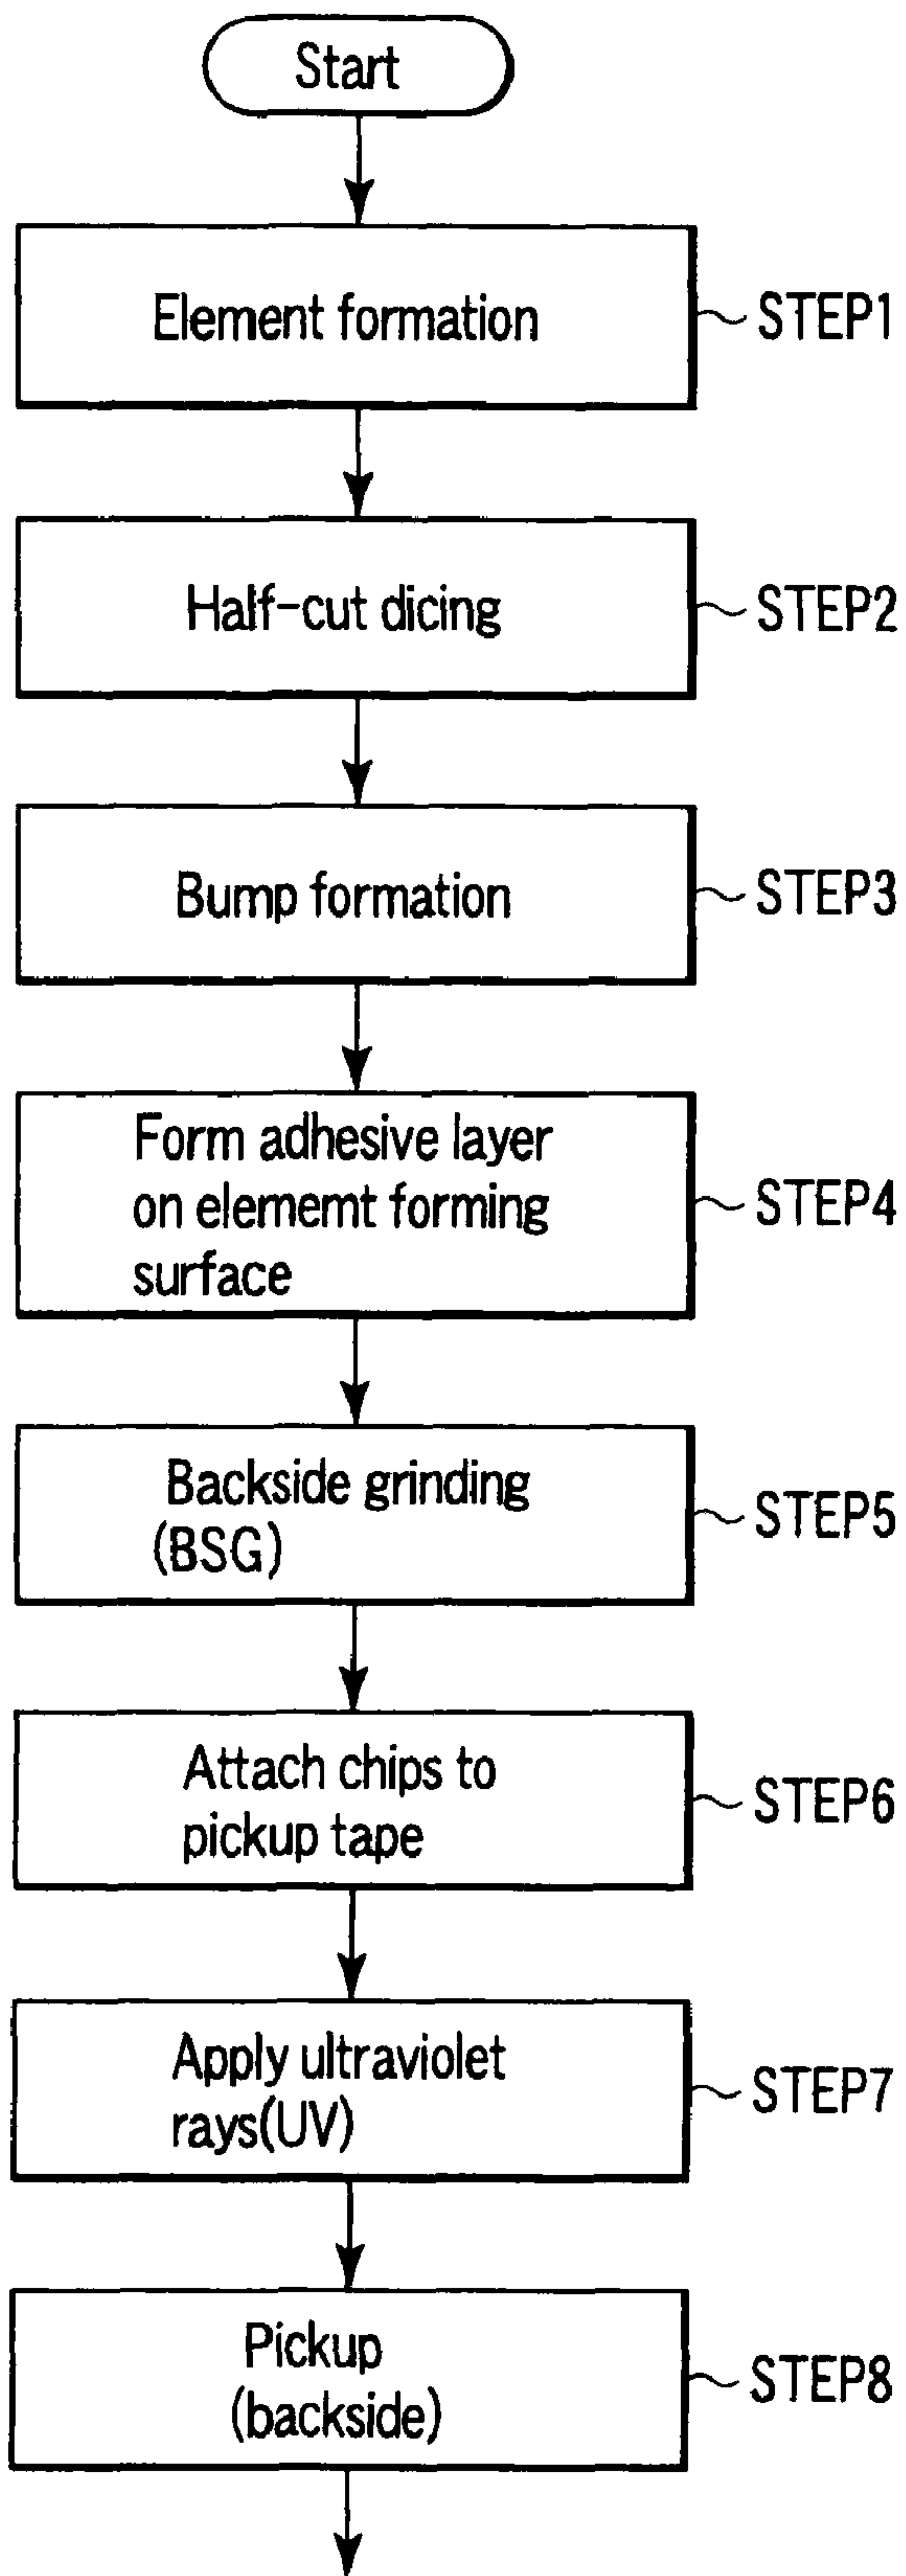 Start
Element formation
STEP1
Half-cut dicing
STEP2
Bump formation
STEP3
Form adhesive layer
on elememt forming
surface
STEP4
Backside grinding
(BSG)
STEP5
Attach chips to
pickup tape
STEP6
Apply ultraviolet
rays(UV)
STEP7
Pickup
(backside)
STEP8